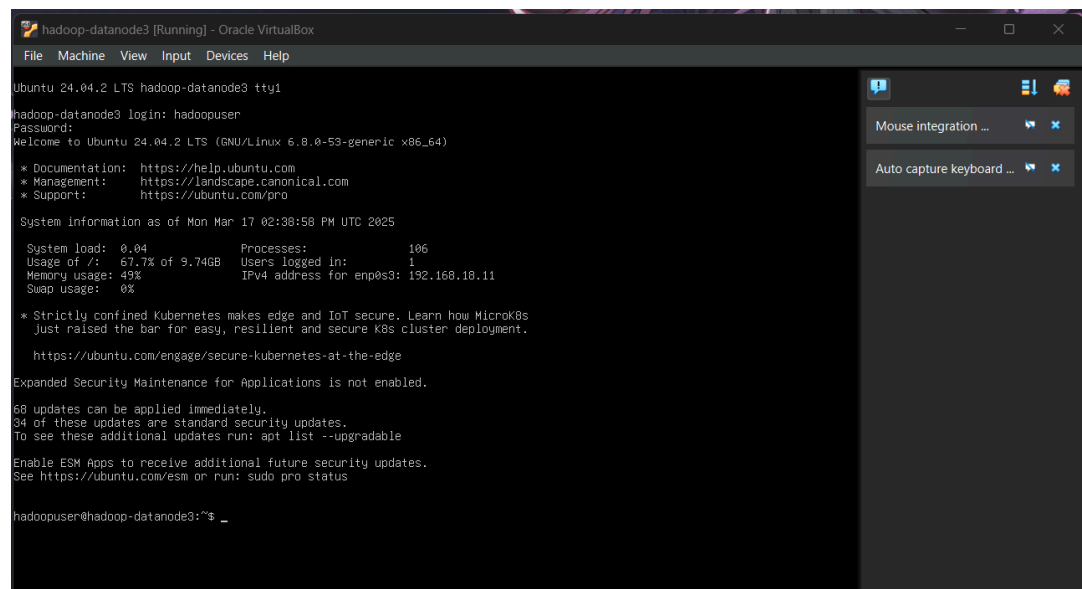 hadoop-datanode3 [Running] - Oracle VirtualBox
File Machine View Input Devices Help
Ubuntu 24.04.2 LTS hadoop-datanode3 tty1
hadoop-datanode3 login: hadoopuser
Password:
Welcome to Ubuntu 24.04.2 LTS (GNU/Linux 6.8.0-53-generic x86_64)
* Documentation: https://help.ubuntu.com
* Management: https://landscape.canonical.com
* Support: https://ubuntu.com/pro
System information as of Mon Mar 17 02:38:58 PM UTC 2025
System load: 0.04 Processes: 106
Usage of /: 67.7% of 9.74GB Users logged in: 1
Memory usage: 49% IPv4 address for enp0s3: 192.168.18.11
Swap usage: 0%
* Strictly confined Kubernetes makes edge and IoT secure. Learn how MicroK8s
just raised the bar for easy, resilient and secure K8s cluster deployment.
https://ubuntu.com/engage/secure-kubernetes-at-the-edge
Expanded Security Maintenance for Applications is not enabled.
68 updates can be applied immediately.
34 of these updates are standard security updates.
To see these additional updates run: apt list --upgradable
Enable ESM Apps to receive additional future security updates.
See https://ubuntu.com/esm or run: sudo pro status
hadoopuser@hadoop-datanode3:~$ _
Mouse integration ...
Auto capture keyboard ...